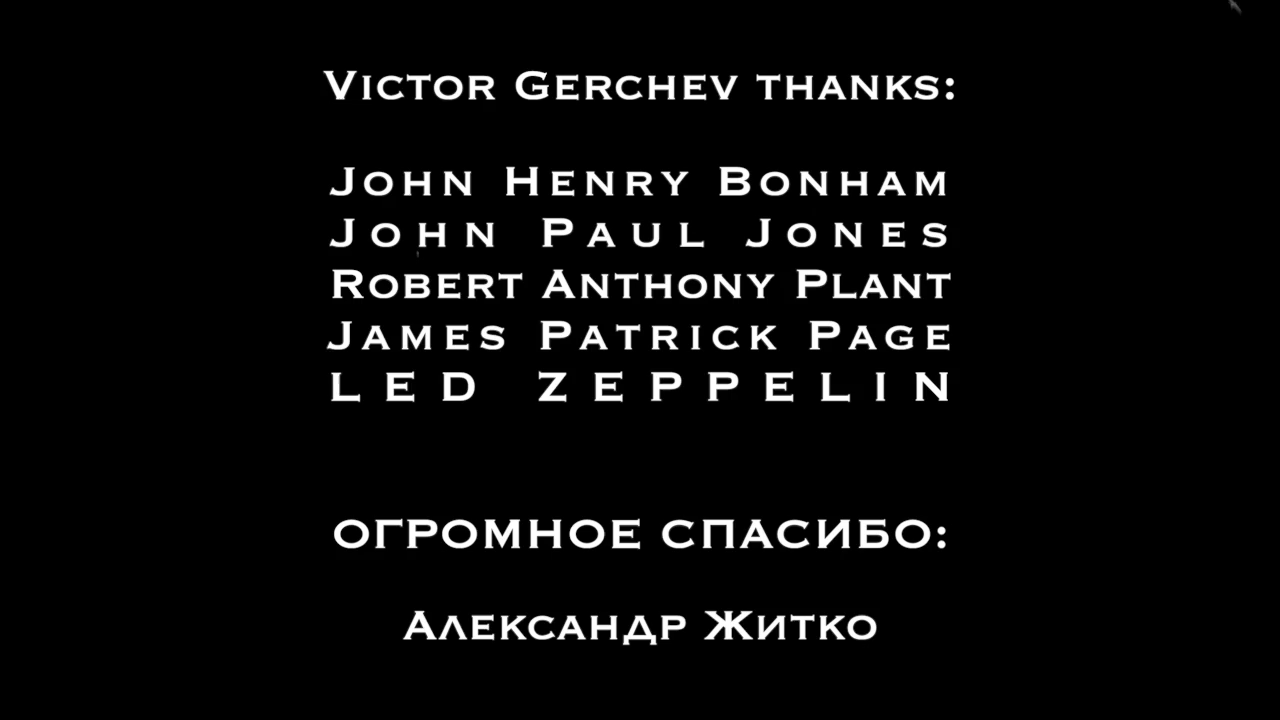 Victor Gerchev thanks:
John Henry Bonham
John Paul Jones
Robert Anthony Plant
James Patrick Page
LED ZEPPELIN
ОГРОМНОЕ СПАСИБО:
Александр Житко